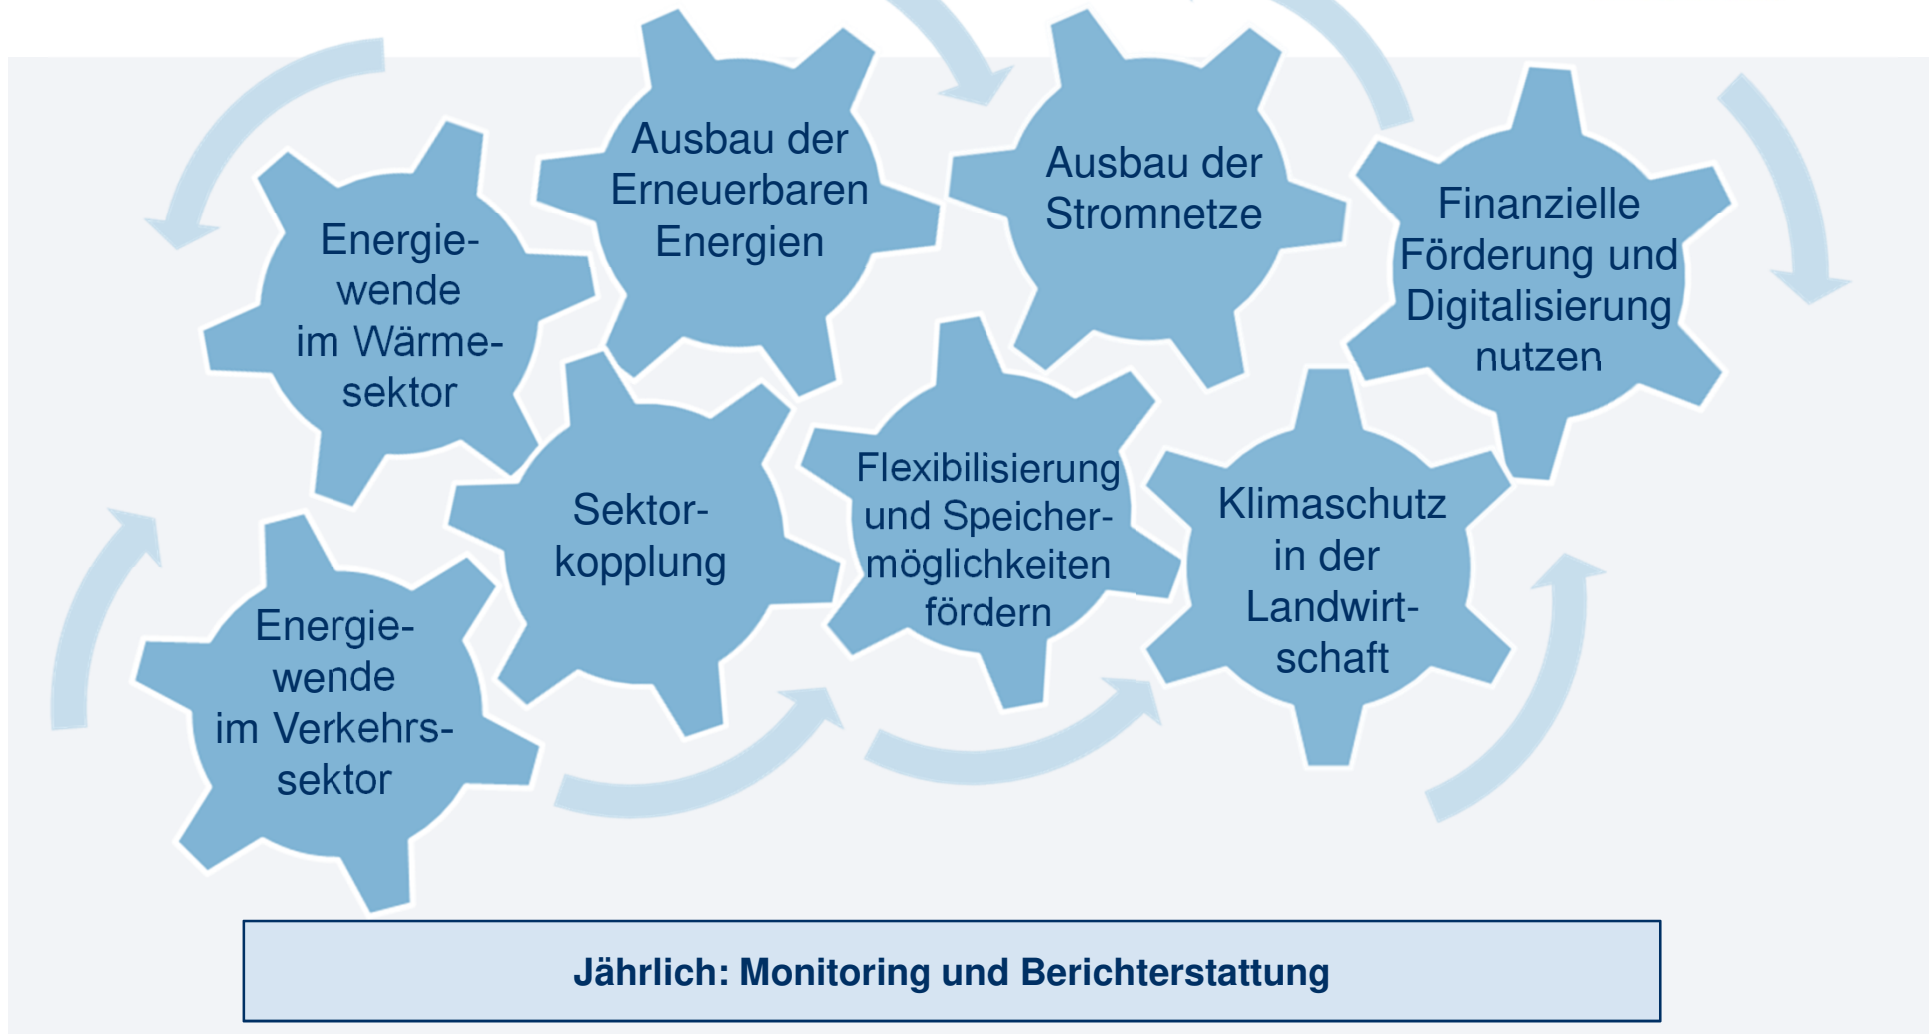 Ausbau der
Erneuerbaren
Energien
Ausbau der
Stromnetze
Finanzielle
Förderung und
Digitalisierung
nutzen
Energie-
wende
im Wärme-
sektor
Sektor-
kopplung
Flexibilisierung
und Speicher-
möglichkeiten
fördern
Klimaschutz
in der
Landwirt-
schaft
Energie-
wende
im Verkehrs-
sektor
Jährlich: Monitoring und Berichterstattung